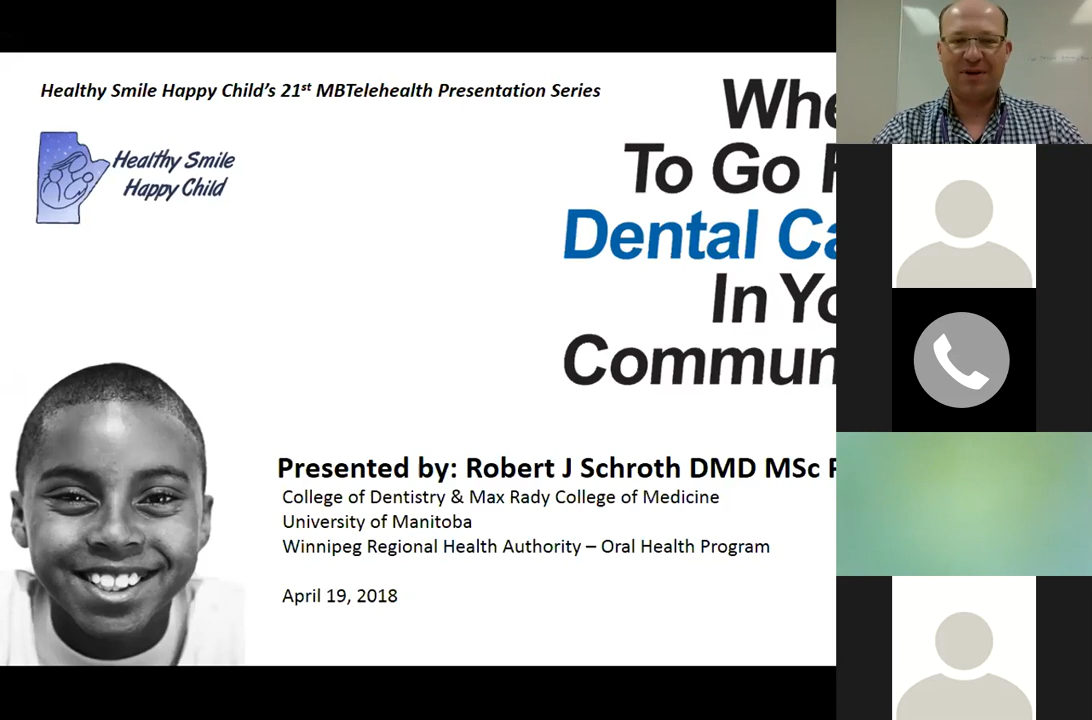 Healthy Smile Happy Child's 21st MBTelehealth Presentation Series
Healthy Smile
Happy Child
Whe
To Go F
Dental Ca
In Yo
Commun
Presented by: Robert J Schroth DMD MSc P
College of Dentistry & Max Rady College of Medicine
University of Manitoba
Winnipeg Regional Health Authority – Oral Health Program
April 19, 2018